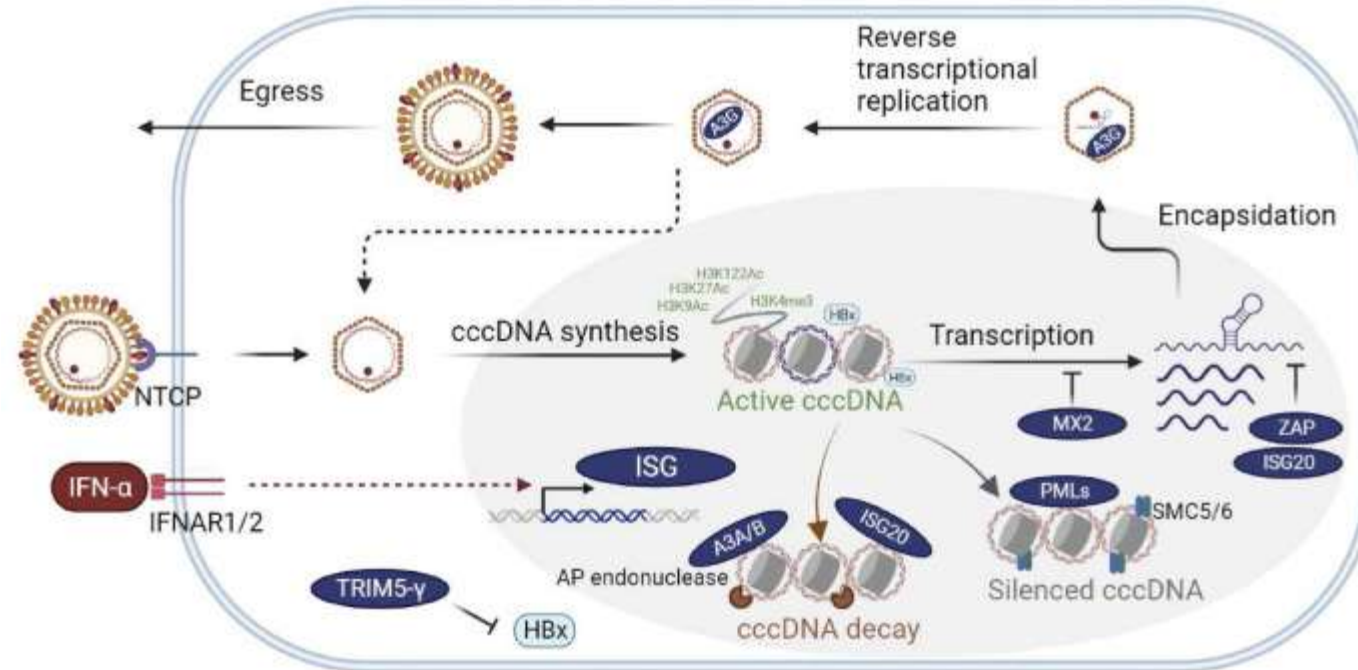 Reverse
transcriptional
replication
Egress
A3G
A3G
Encapsidation
H3K122Ac
H3K27Ac
H3K9Ac
H3K4me3
HBx
cccDNA synthesis
Transcription
HBx
NTCP
Active cccDNA
MX2
ZAP
ISG20
IFN-α
ISG
IFNAR1/2
PMLs
SMC5/6
A3A/B
ISG20
AP endonuclease
TRIM5-γ
Silenced cccDNA
HBx
cccDNA decay